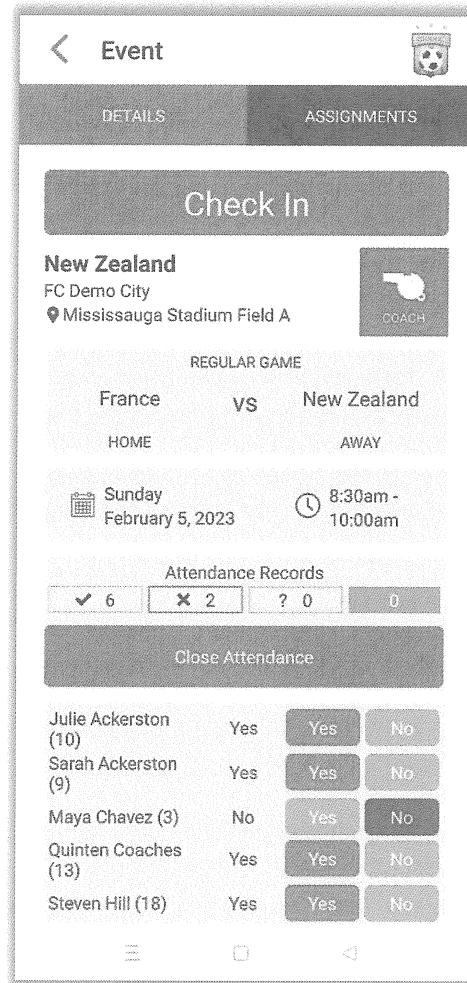 Event
DETAILS ASSIGNMENTS
Check In
New Zealand
FC Demo City
Mississauga Stadium Field A
COACH
REGULAR GAME
France VS New Zealand
HOME AWAY
Sunday
February 5, 2023
8:30am -
10:00am
Attendance Records
✔ 6 ✖ 2 ? 0 0
Close Attendance
Julie Ackerston
(10)
Yes Yes No
Sarah Ackerston
(9)
Yes Yes No
Maya Chavez (3) No Yes No
Quinten Coaches
(13)
Yes Yes No
Steven Hill (18) Yes Yes No